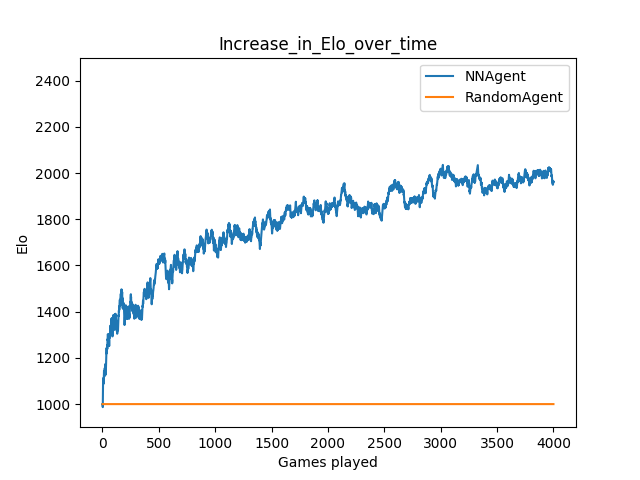 Increase_in_Elo_over_time
NNAgent
RandomAgent
2400
2200
2000
1800
1600
1400
1200
1000
Elo
0 500 1000 1500 2000 2500 3000 3500 4000
Games played